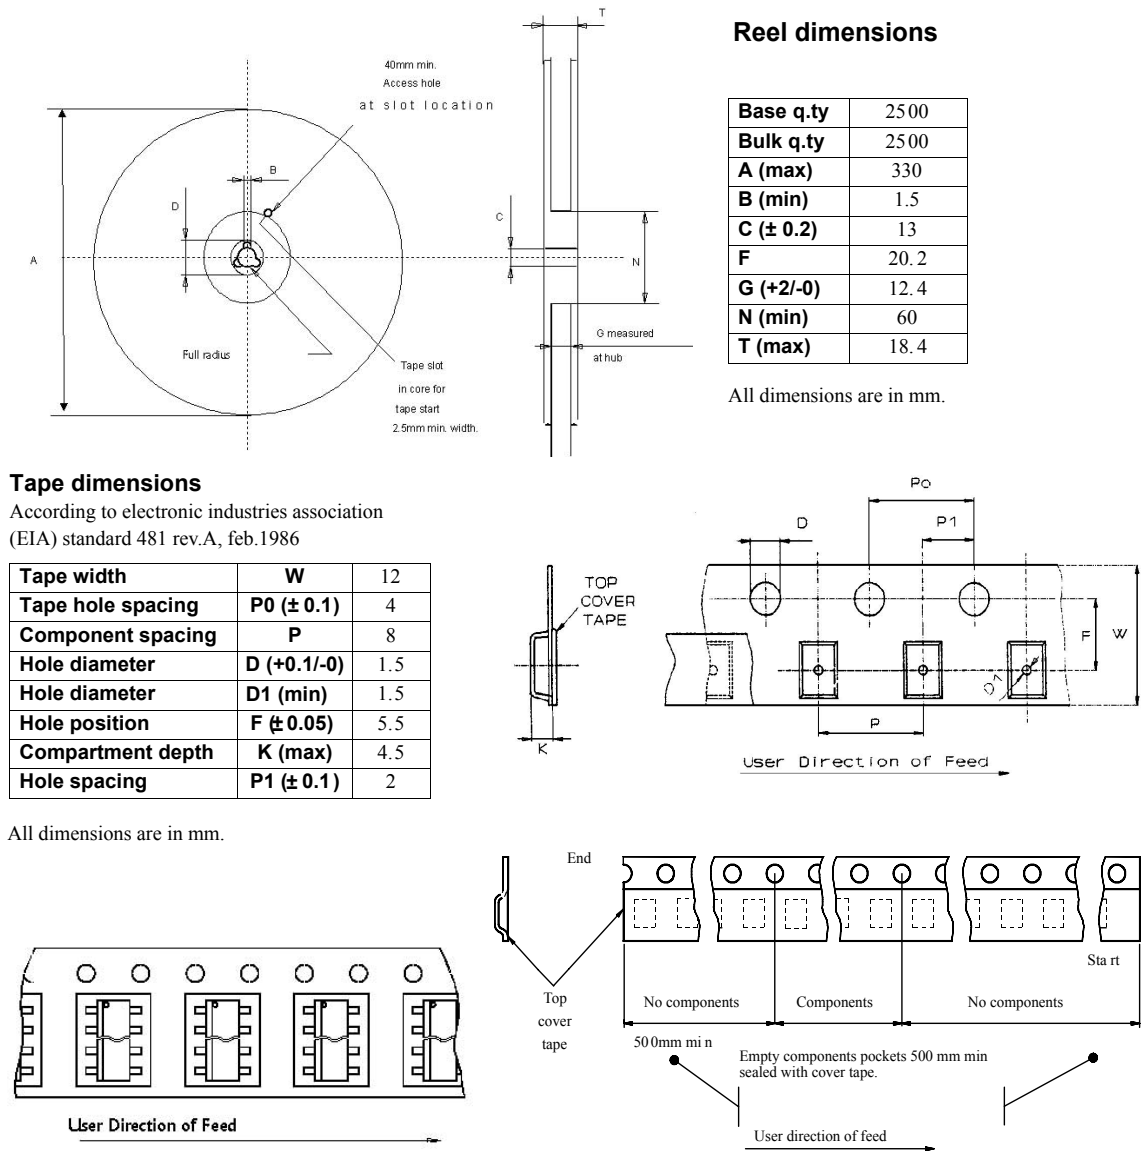 T
Reel dimensions
40mm min.
Access hole
at slot location
B
D
C
A
N
G measured
at hub
Full radius
Tape slot
in core for
tape start
2.5mm min. width.
Base q.ty 2500
Bulk q.ty 2500
A (max) 330
B (min) 1.5
C (± 0.2) 13
F 20.2
G (+2/-0) 12.4
N (min) 60
T (max) 18.4
All dimensions are in mm.
Tape dimensions
According to electronic industries association
(EIA) standard 481 rev.A, feb.1986
Tape width W 12
Tape hole spacing P0 (± 0.1) 4
Component spacing P 8
Hole diameter D (+0.1/-0) 1.5
Hole diameter D1 (min) 1.5
Hole position F (± 0.05) 5.5
Compartment depth K (max) 4.5
Hole spacing P1 (± 0.1) 2
All dimensions are in mm.
Po
D
P1
TOP
COVER
TAPE
F
W
D1
K
P
User Direction of Feed
End
Start
Top
cover
tape
No components
Components
No components
500mm min
Empty components pockets 500 mm min
sealed with cover tape.
User direction of feed
User Direction of Feed